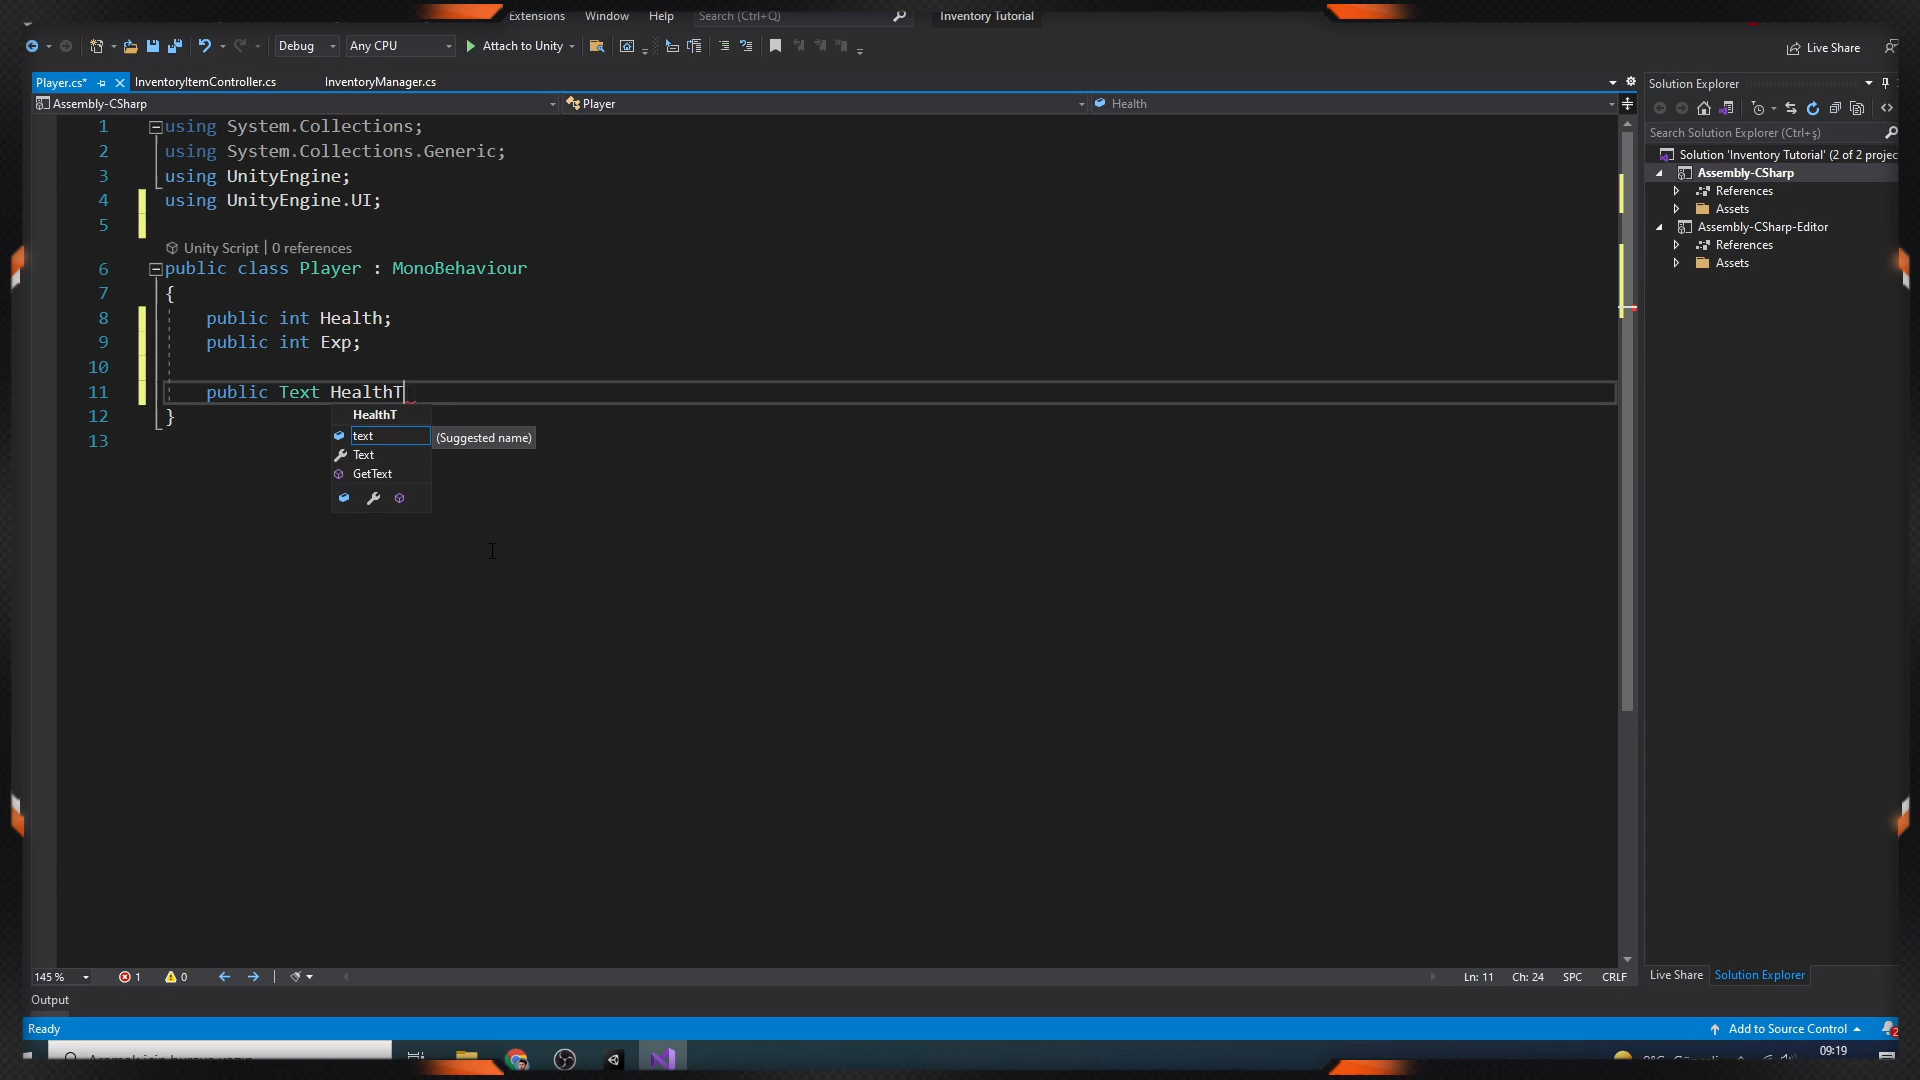 Extensions Window Help Search (Ctrl+Q) Inventory Tutorial
Debug Any CPU Attach to Unity Live Share
Player.cs* InventoryItemController.cs InventoryManager.cs
Assembly-CSharp Player Health
1 using System.Collections;
2 using System.Collections.Generic;
3 using UnityEngine;
4 using UnityEngine.UI;
5
Unity Script | 0 references
6 public class Player : MonoBehaviour
7 {
8 public int Health;
9 public int Exp;
10
11 public Text HealthT
12 }
13
HealthT
text (Suggested name)
Text
GetText
Solution Explorer
Search Solution Explorer (Ctrl+ş)
Solution 'Inventory Tutorial' (2 of 2 projec
Assembly-CSharp
References
Assets
Assembly-CSharp-Editor
References
Assets
145 % 1 0 Ln: 11 Ch: 24 SPC CRLF
Live Share Solution Explorer
Output
Ready Add to Source Control 2
09:19